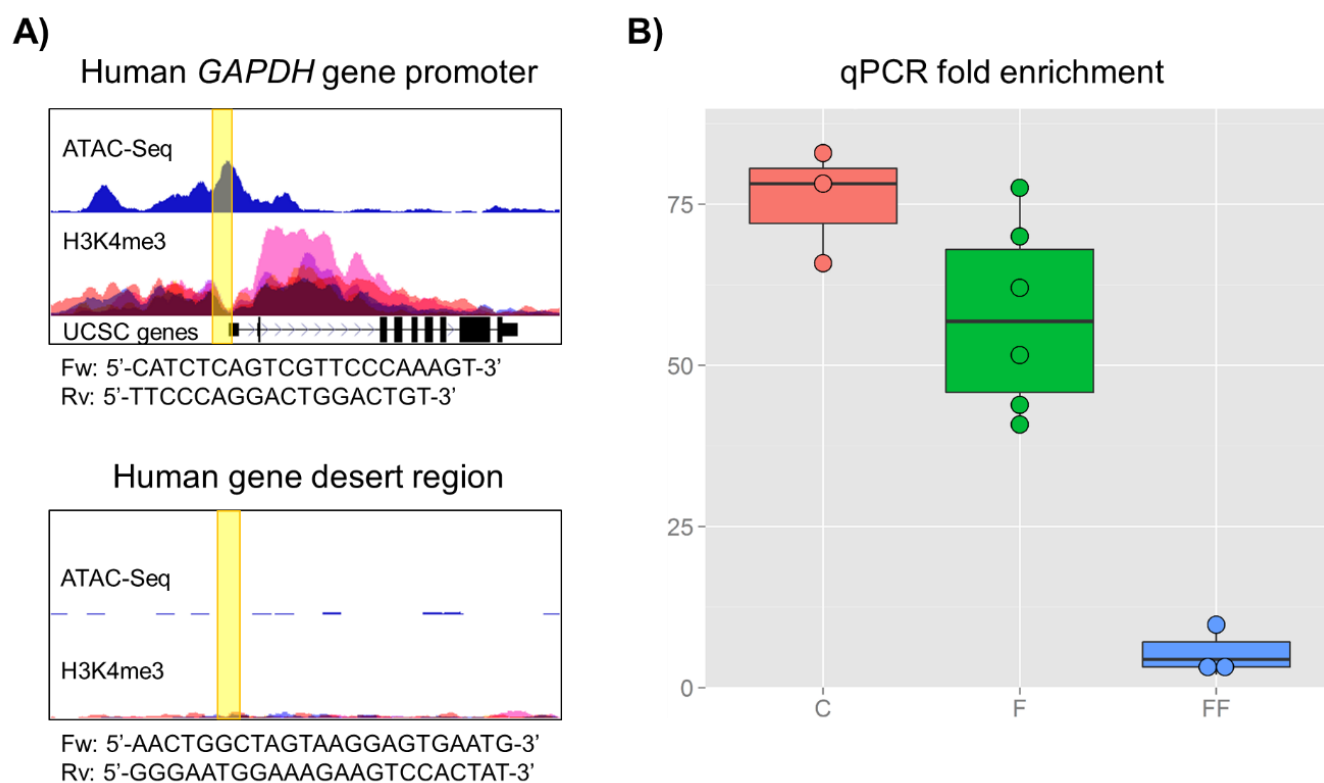 A)
Human GAPDH gene promoter
ATAC-Seq
H3K4me3
UCSC genes
Fw: 5’-CATCTCAGTCGTTCCCAAAGT-3’
Rv: 5’-TTCCCAGGACTGGACTGT-3’
Human gene desert region
ATAC-Seq
H3K4me3
Fw: 5’-AACTGGCTAGTAAGGAGTGAATG-3’
Rv: 5’-GGGAATGGAAAGAAGTCCACTAT-3’
B)
qPCR fold enrichment
75
50
25
0
C F FF